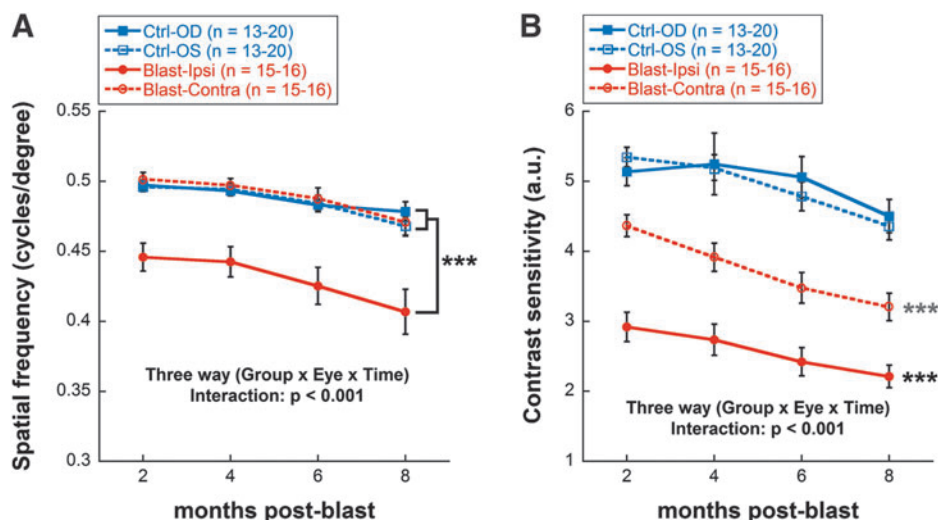 A
Ctrl-OD (n = 13-20)
Ctrl-OS (n = 13-20)
Blast-Ipsi (n = 15-16)
Blast-Contra (n = 15-16)
Spatial frequency (cycles/degree)
0.55
0.5
0.45
0.4
0.35
0.3
***
Three way (Group x Eye x Time)
Interaction: p < 0.001
2 4 6 8
months post-blast
B
Ctrl-OD (n = 13-20)
Ctrl-OS (n = 13-20)
Blast-Ipsi (n = 15-16)
Blast-Contra (n = 15-16)
Contrast sensitivity (a.u.)
6
5
4
3
2
1
***
***
Three way (Group x Eye x Time)
Interaction: p < 0.001
2 4 6 8
months post-blast